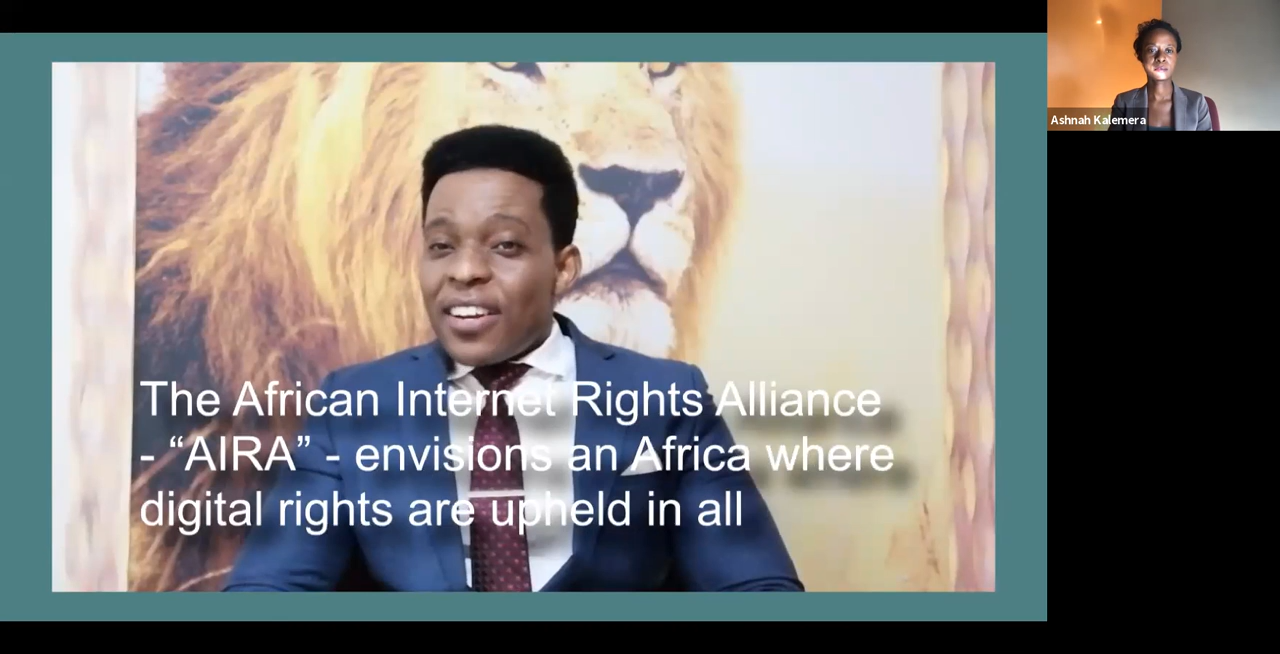 The African Internet Rights Alliance
- “AIRA” - envisions an Africa where
digital rights are upheld in all
Ashnah Kalemera